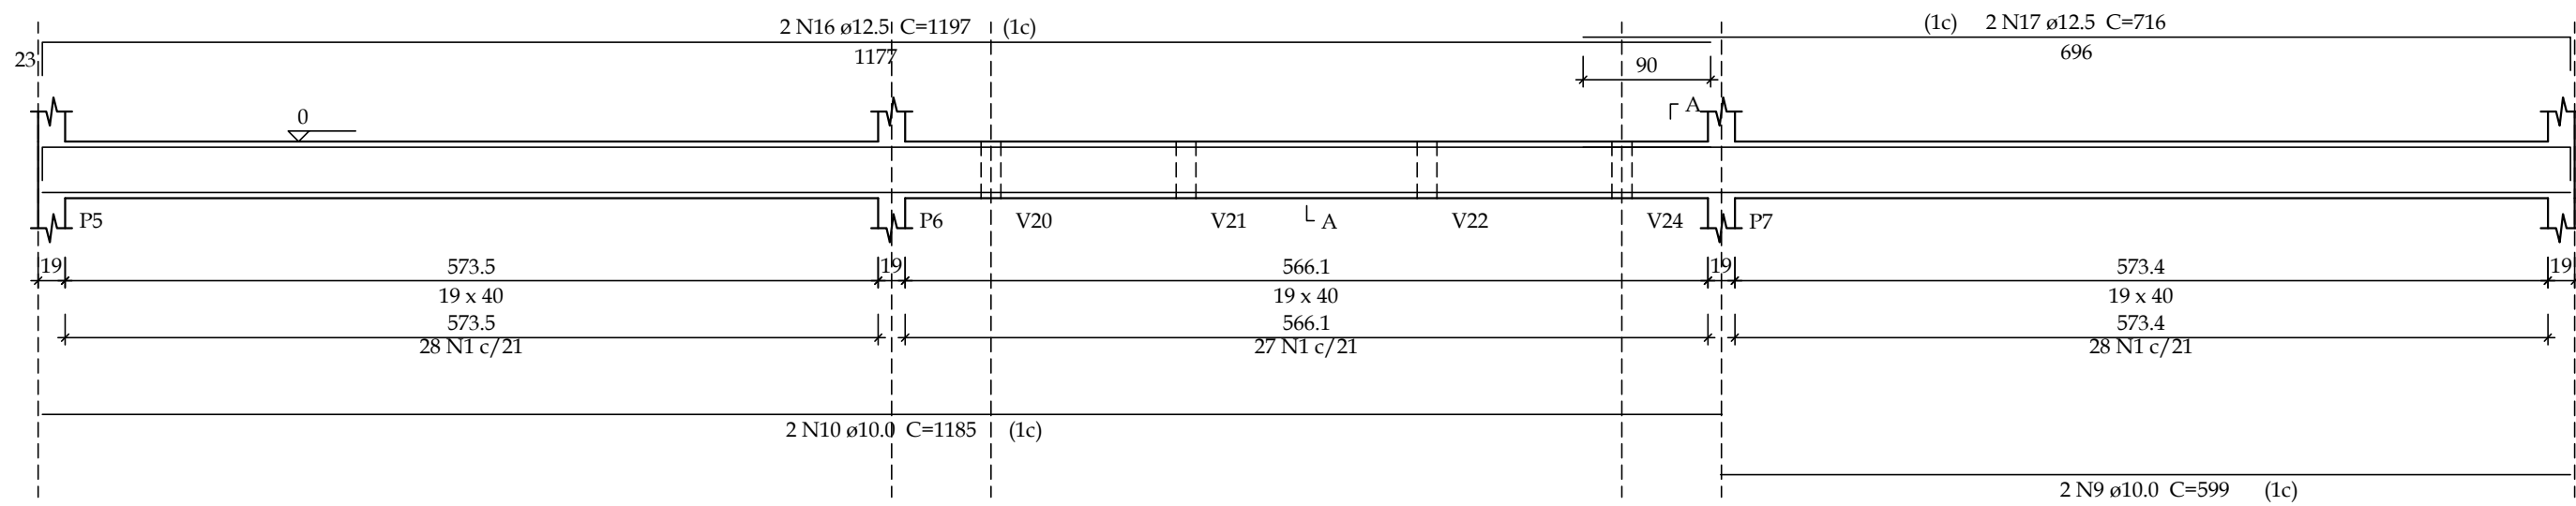 2 N16 ø12.5 C=1197 (1c)
(1c) 2 N17 ø12.5 C=716
23
1177
90
696
0
A
P5
P6
V20
V21
A
V22
V24
P7
19
573.5
19
566.1
19
573.4
19
19 x 40
19 x 40
19 x 40
573.5
566.1
573.4
28 N1 c/21
27 N1 c/21
28 N1 c/21
2 N10 ø10.0 C=1185 (1c)
2 N9 ø10.0 C=599 (1c)